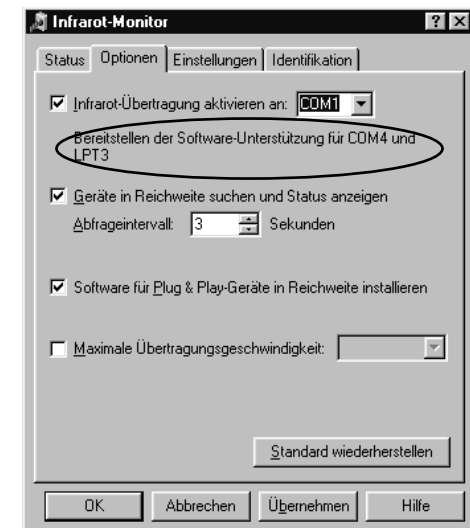 Infrarot-Monitor
Status Optionen Einstellungen Identifikation
Infrarot-Übertragung aktivieren an: COM1
Bereitstellen der Software-Unterstützung für COM4 und
LPT3
Geräte in Reichweite suchen und Status anzeigen
Abfrageintervall: 3 Sekunden
Software für Plug & Play-Geräte in Reichweite installieren
Maximale Übertragungsgeschwindigkeit:
Standard wiederherstellen
OK Abbrechen Übernehmen Hilfe